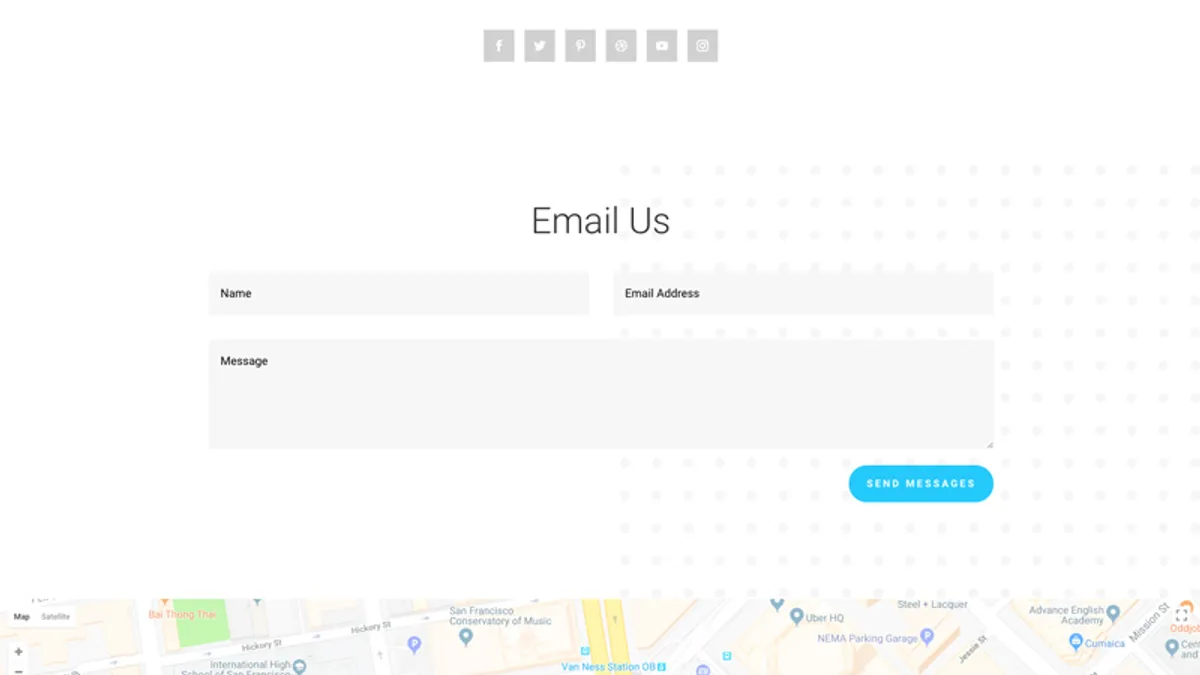 Email Us
Name
Email Address
Message
SEND MESSAGES
Map
Satellite
Bai Thong Thai
Hickory St
Hickory St
International High
School of San Francisco
San Francisco
Conservatory of Music
Van Ness Station OB
Uber HQ
Steel + Lacquer
NEMA Parking Garage
Jessie St
Advance English
Academy
Mission St
Cumaica
Oddjob
Cent
and